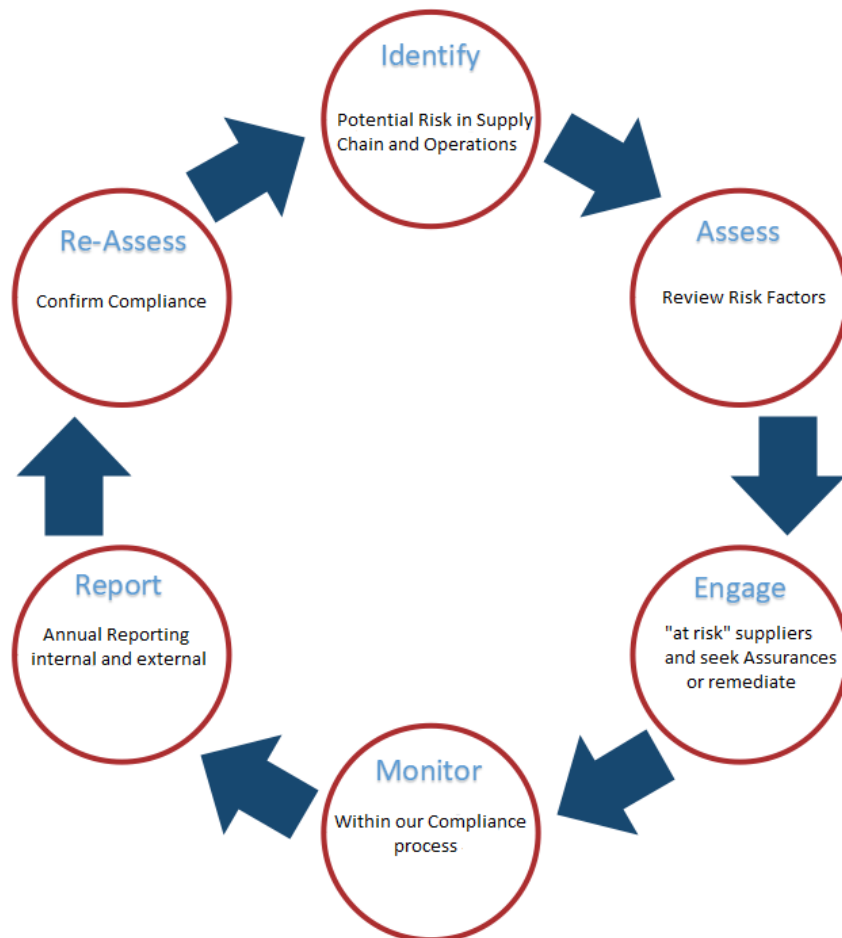 Identify
Potential Risk in Supply
Chain and Operations
Assess
Review Risk Factors
Engage
"at risk" suppliers
and seek Assurances
or remediate
Monitor
Within our Compliance
process
Report
Annual Reporting
internal and external
Re-Assess
Confirm Compliance